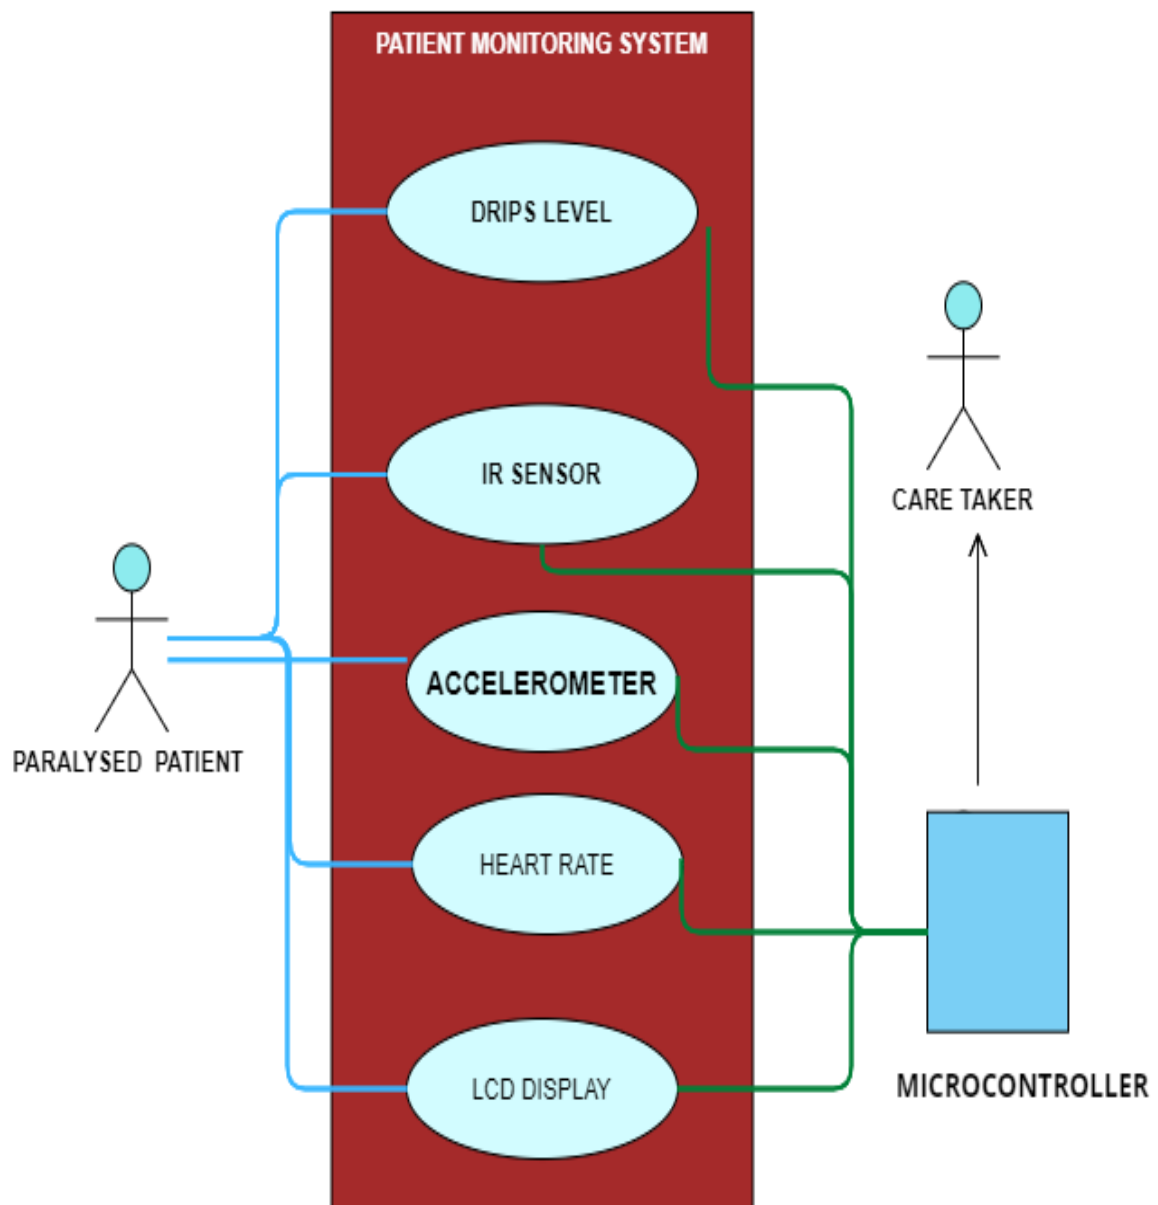 PATIENT MONITORING SYSTEM
DRIPS LEVEL
IR SENSOR
CARE TAKER
ACCELEROMETER
PARALYSED PATIENT
HEART RATE
LCD DISPLAY
MICROCONTROLLER